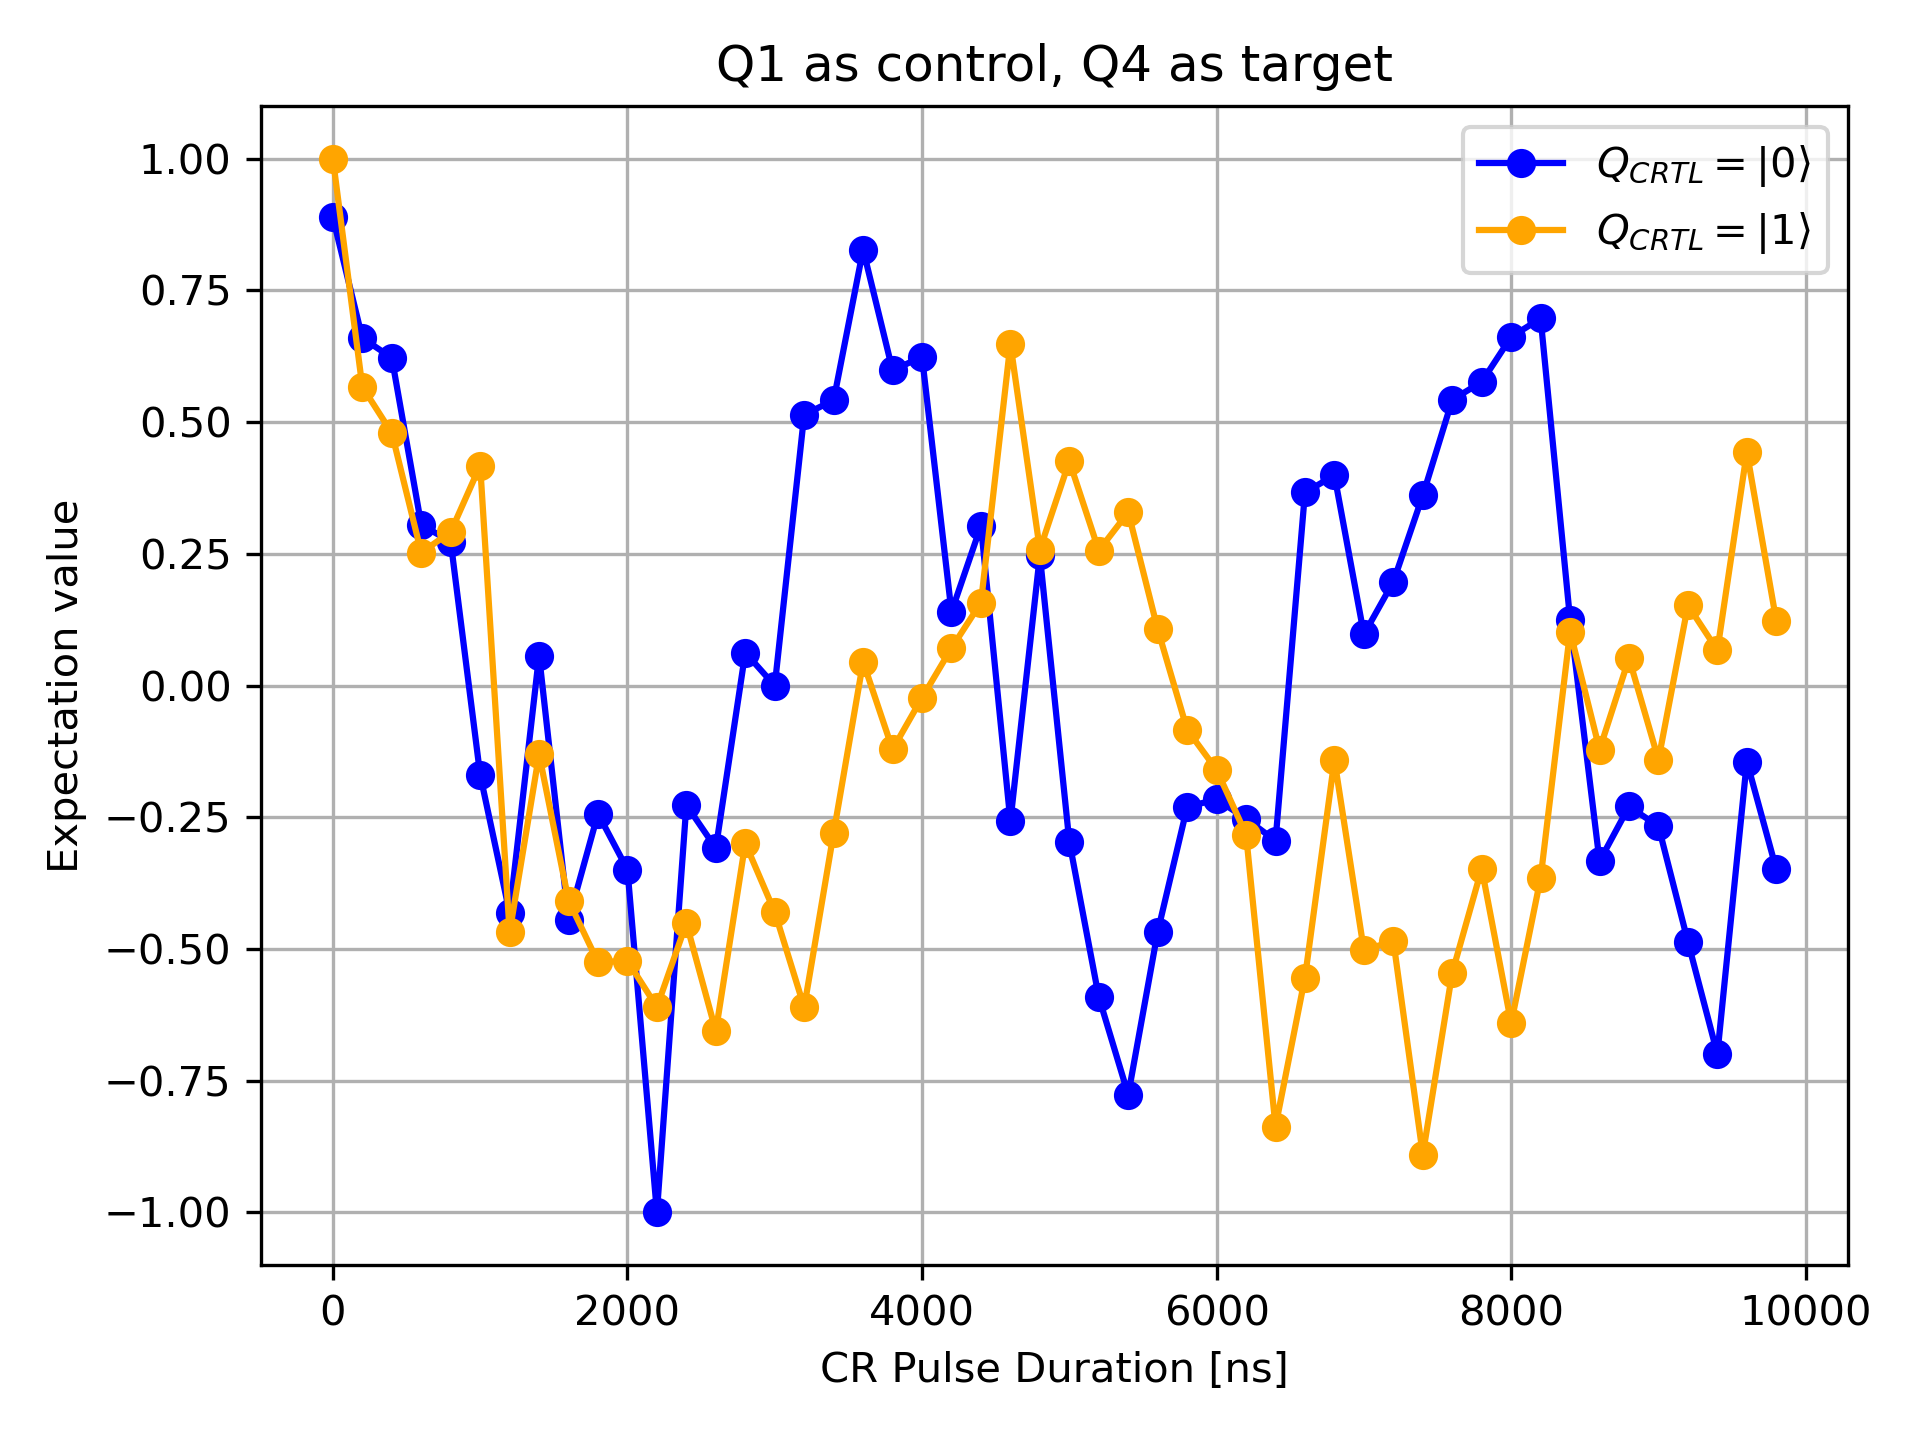 Q1 as control, Q4 as target
Q_CRTL = |0⟩
Q_CRTL = |1⟩
Expectation value
1.00
0.75
0.50
0.25
0.00
−0.25
−0.50
−0.75
−1.00
0 2000 4000 6000 8000 10000
CR Pulse Duration [ns]